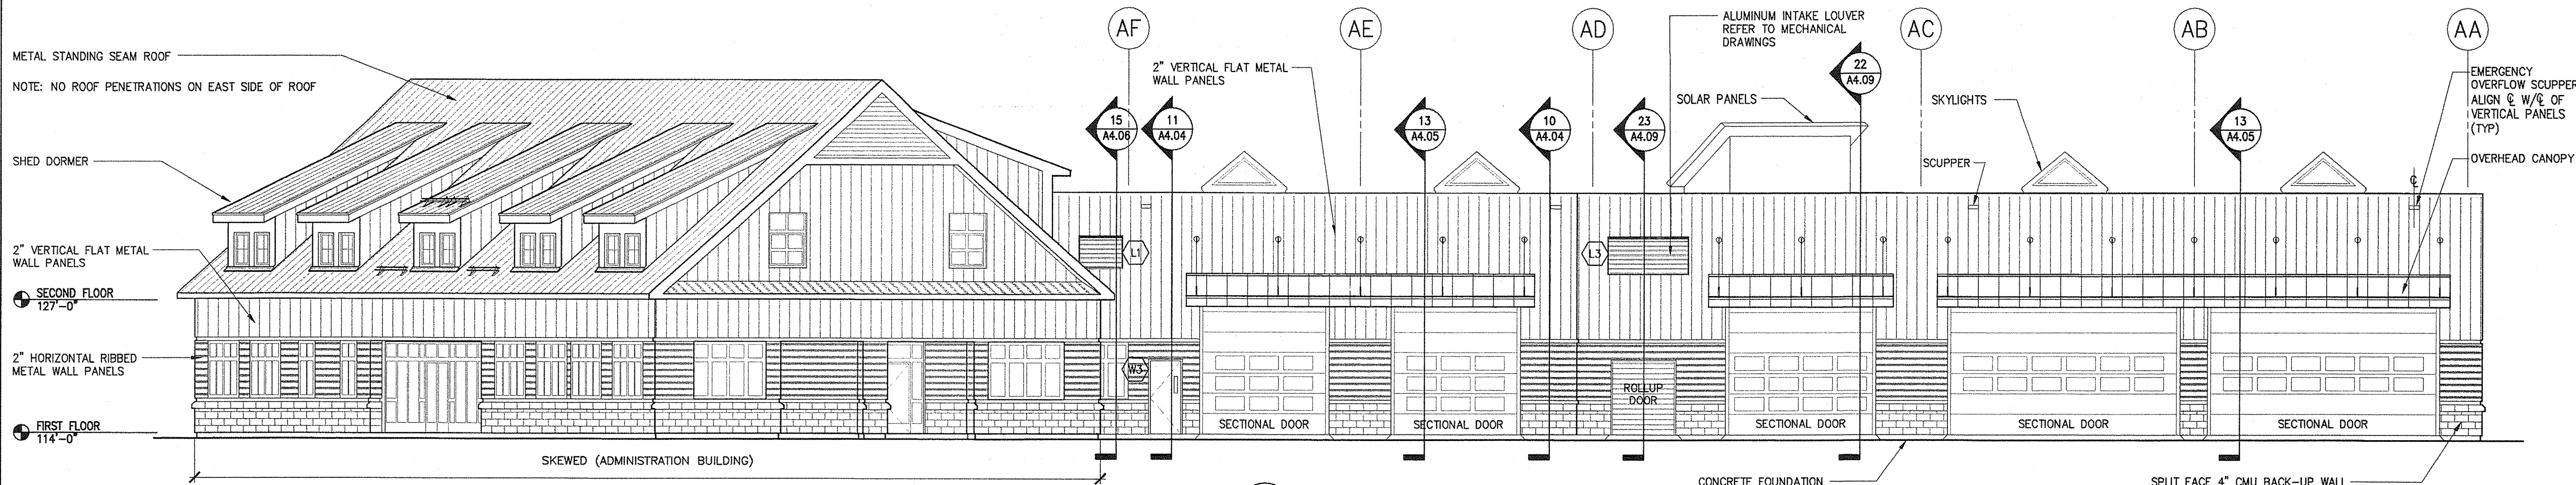 METAL STANDING SEAM ROOF
NOTE: NO ROOF PENETRATIONS ON EAST SIDE OF ROOF
SHED DORMER
2" VERTICAL FLAT METAL
WALL PANELS
SECOND FLOOR
127'-0"
2" HORIZONTAL RIBBED
METAL WALL PANELS
FIRST FLOOR
114'-0"
SKEWED (ADMINISTRATION BUILDING)
AF
AE
AD
AC
AB
AA
2" VERTICAL FLAT METAL
WALL PANELS
ALUMINUM INTAKE LOUVER
REFER TO MECHANICAL
DRAWINGS
15
A4.06
11
A4.04
13
A4.05
10
A4.04
23
A4.09
22
A4.09
13
A4.05
SOLAR PANELS
SKYLIGHTS
SCUPPER
EMERGENCY
OVERFLOW SCUPPER
ALIGN ℄ W/℄ OF
VERTICAL PANELS
(TYP)
℄
OVERHEAD CANOPY
L1
L3
W3
ROLLUP
DOOR
SECTIONAL DOOR
SECTIONAL DOOR
SECTIONAL DOOR
SECTIONAL DOOR
SECTIONAL DOOR
CONCRETE FOUNDATION
SPLIT FACE 4" CMU BACK-UP WALL